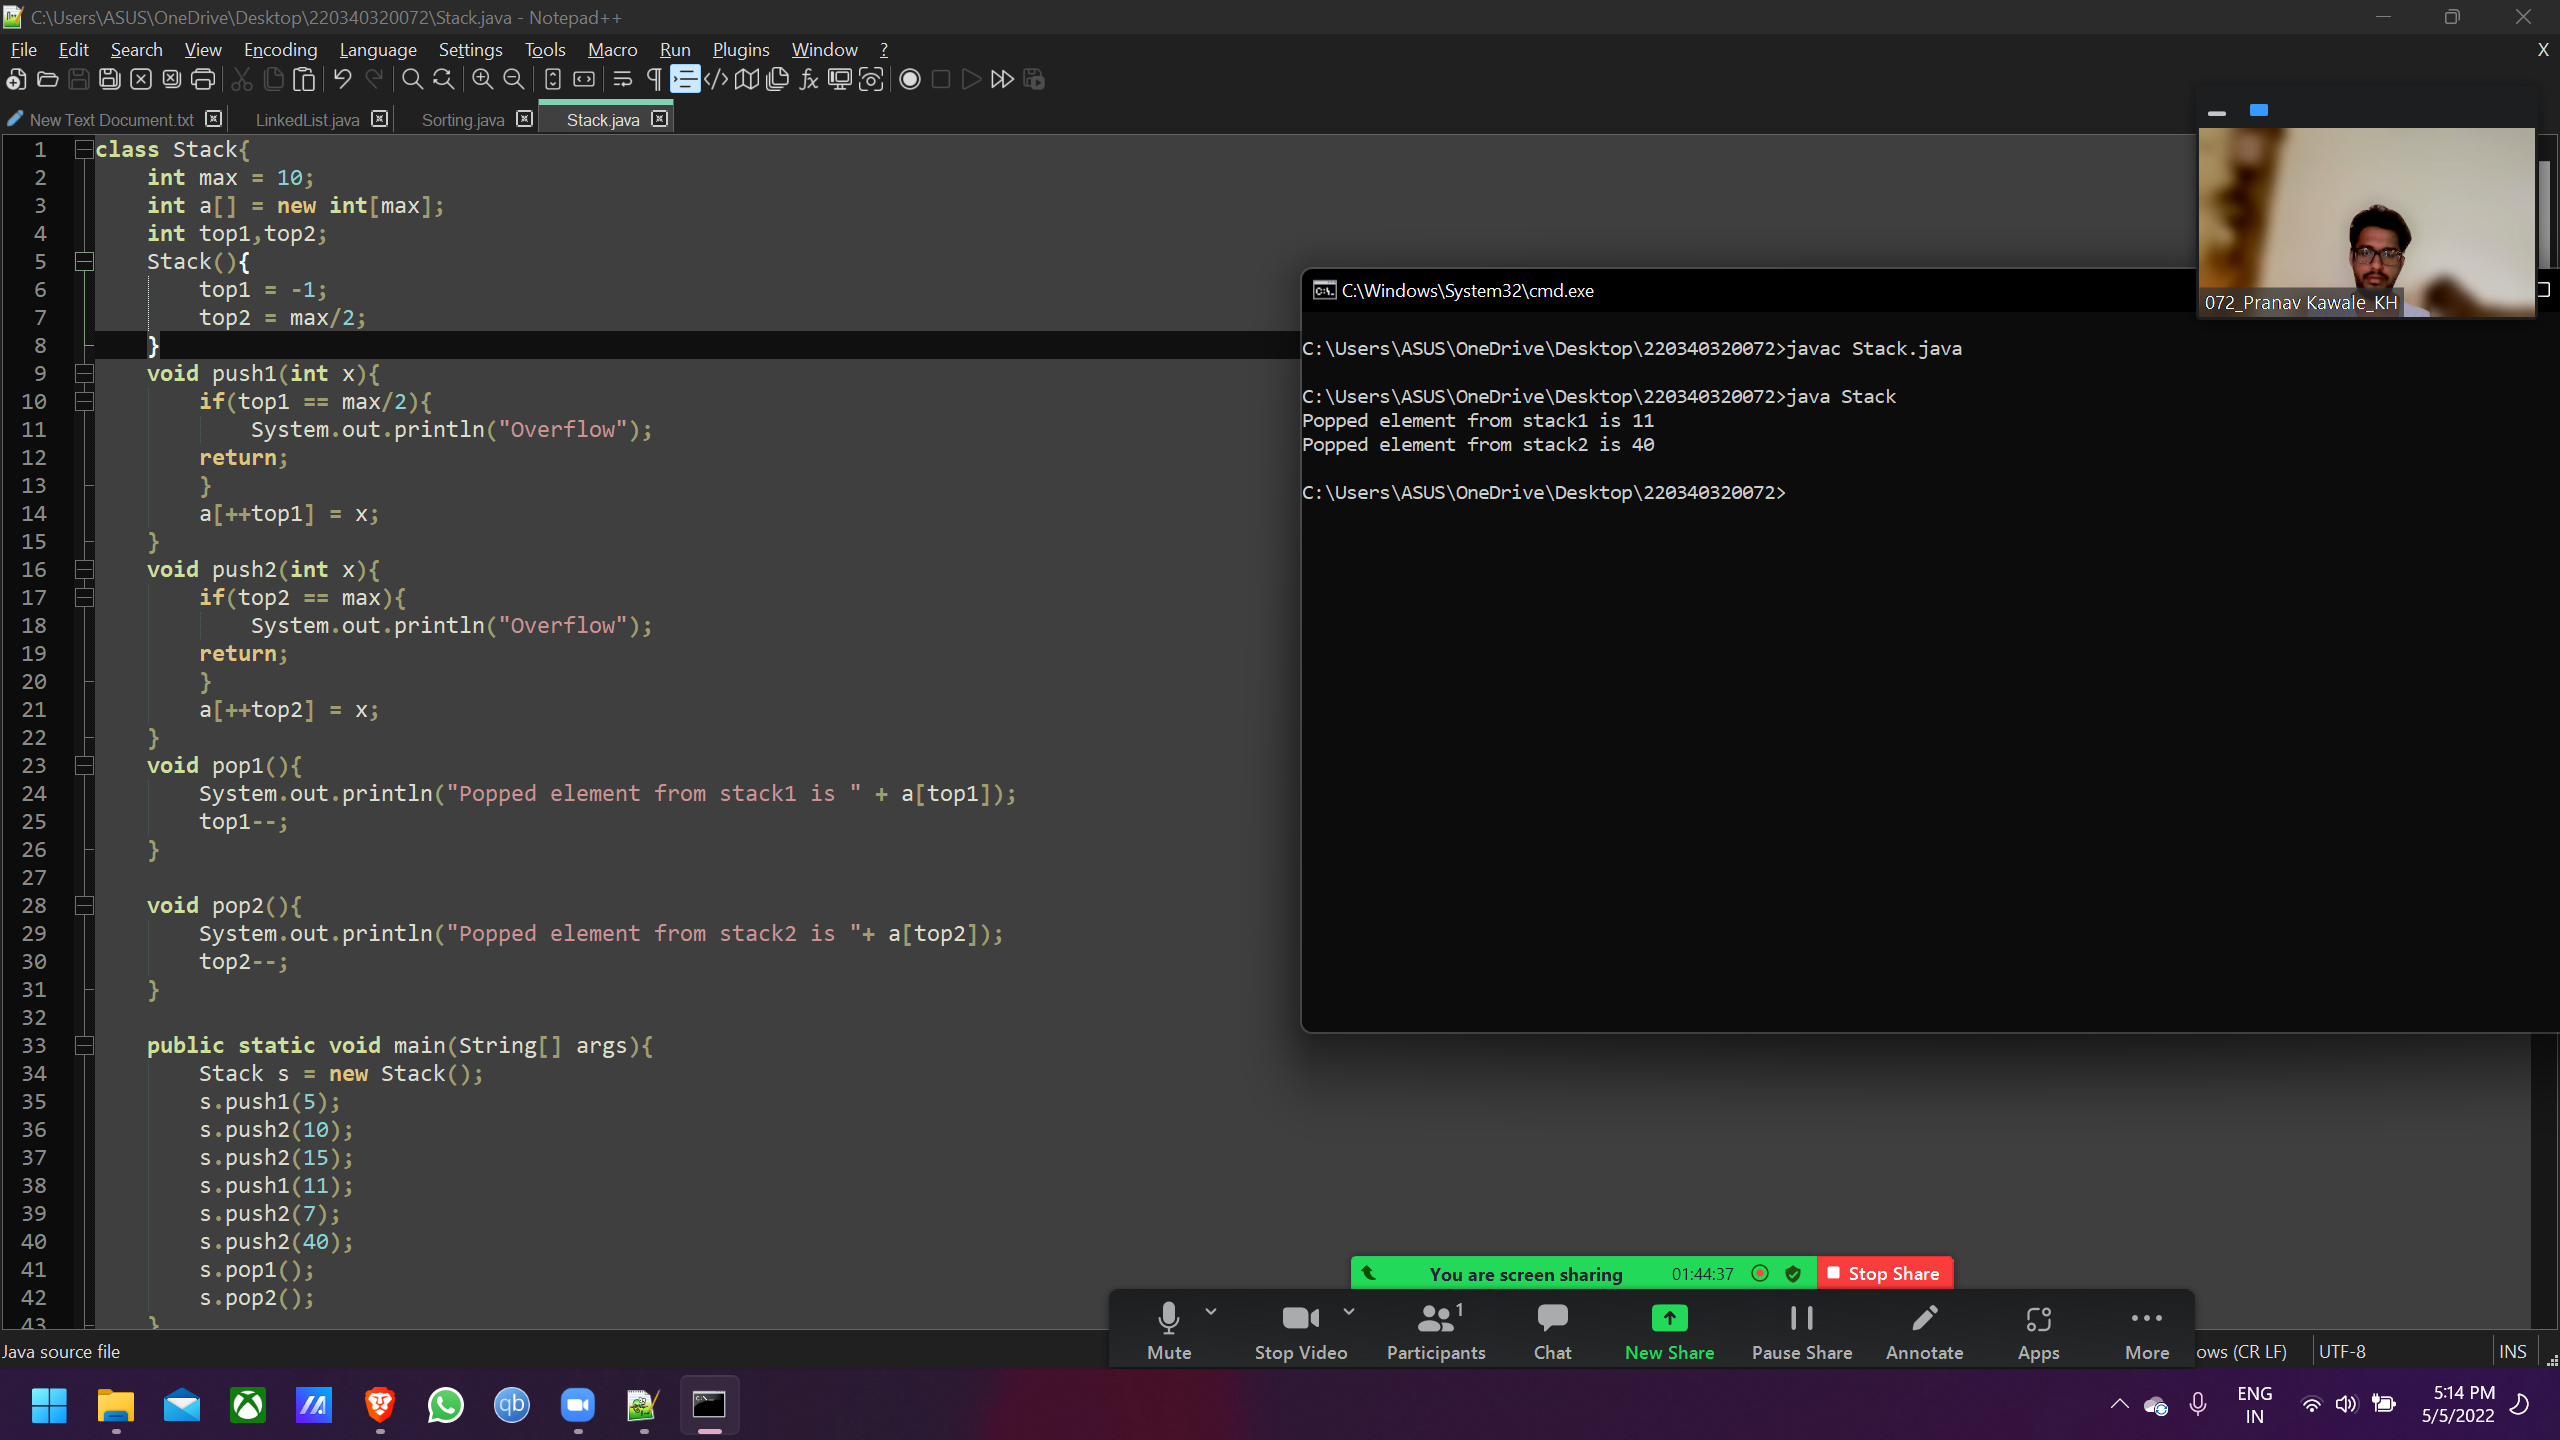 C:\Users\ASUS\OneDrive\Desktop\220340320072\Stack.java - Notepad++
File Edit Search View Encoding Language Settings Tools Macro Run Plugins Window ? X
New Text Document.txt LinkedList.java Sorting.java Stack.java
1 class Stack{
2 int max = 10;
3 int a[] = new int[max];
4 int top1,top2;
5 Stack(){
6 top1 = -1;
7 top2 = max/2;
8 }
9 void push1(int x){
10 if(top1 == max/2){
11 System.out.println("Overflow");
12 return;
13 }
14 a[++top1] = x;
15 }
16 void push2(int x){
17 if(top2 == max){
18 System.out.println("Overflow");
19 return;
20 }
21 a[++top2] = x;
22 }
23 void pop1(){
24 System.out.println("Popped element from stack1 is " + a[top1]);
25 top1--;
26 }
27
28 void pop2(){
29 System.out.println("Popped element from stack2 is "+ a[top2]);
30 top2--;
31 }
32
33 public static void main(String[] args){
34 Stack s = new Stack();
35 s.push1(5);
36 s.push2(10);
37 s.push2(15);
38 s.push1(11);
39 s.push2(7);
40 s.push2(40);
41 s.pop1();
42 s.pop2();
43 }
072_Pranav Kawale_KH
C:\Windows\System32\cmd.exe
C:\Users\ASUS\OneDrive\Desktop\220340320072>javac Stack.java
C:\Users\ASUS\OneDrive\Desktop\220340320072>java Stack
Popped element from stack1 is 11
Popped element from stack2 is 40
C:\Users\ASUS\OneDrive\Desktop\220340320072>
You are screen sharing 01:44:37 Stop Share
1
Mute Stop Video Participants Chat New Share Pause Share Annotate Apps More
Java source file ows (CR LF) UTF-8 INS
qb
ENG
IN
5:14 PM
5/5/2022